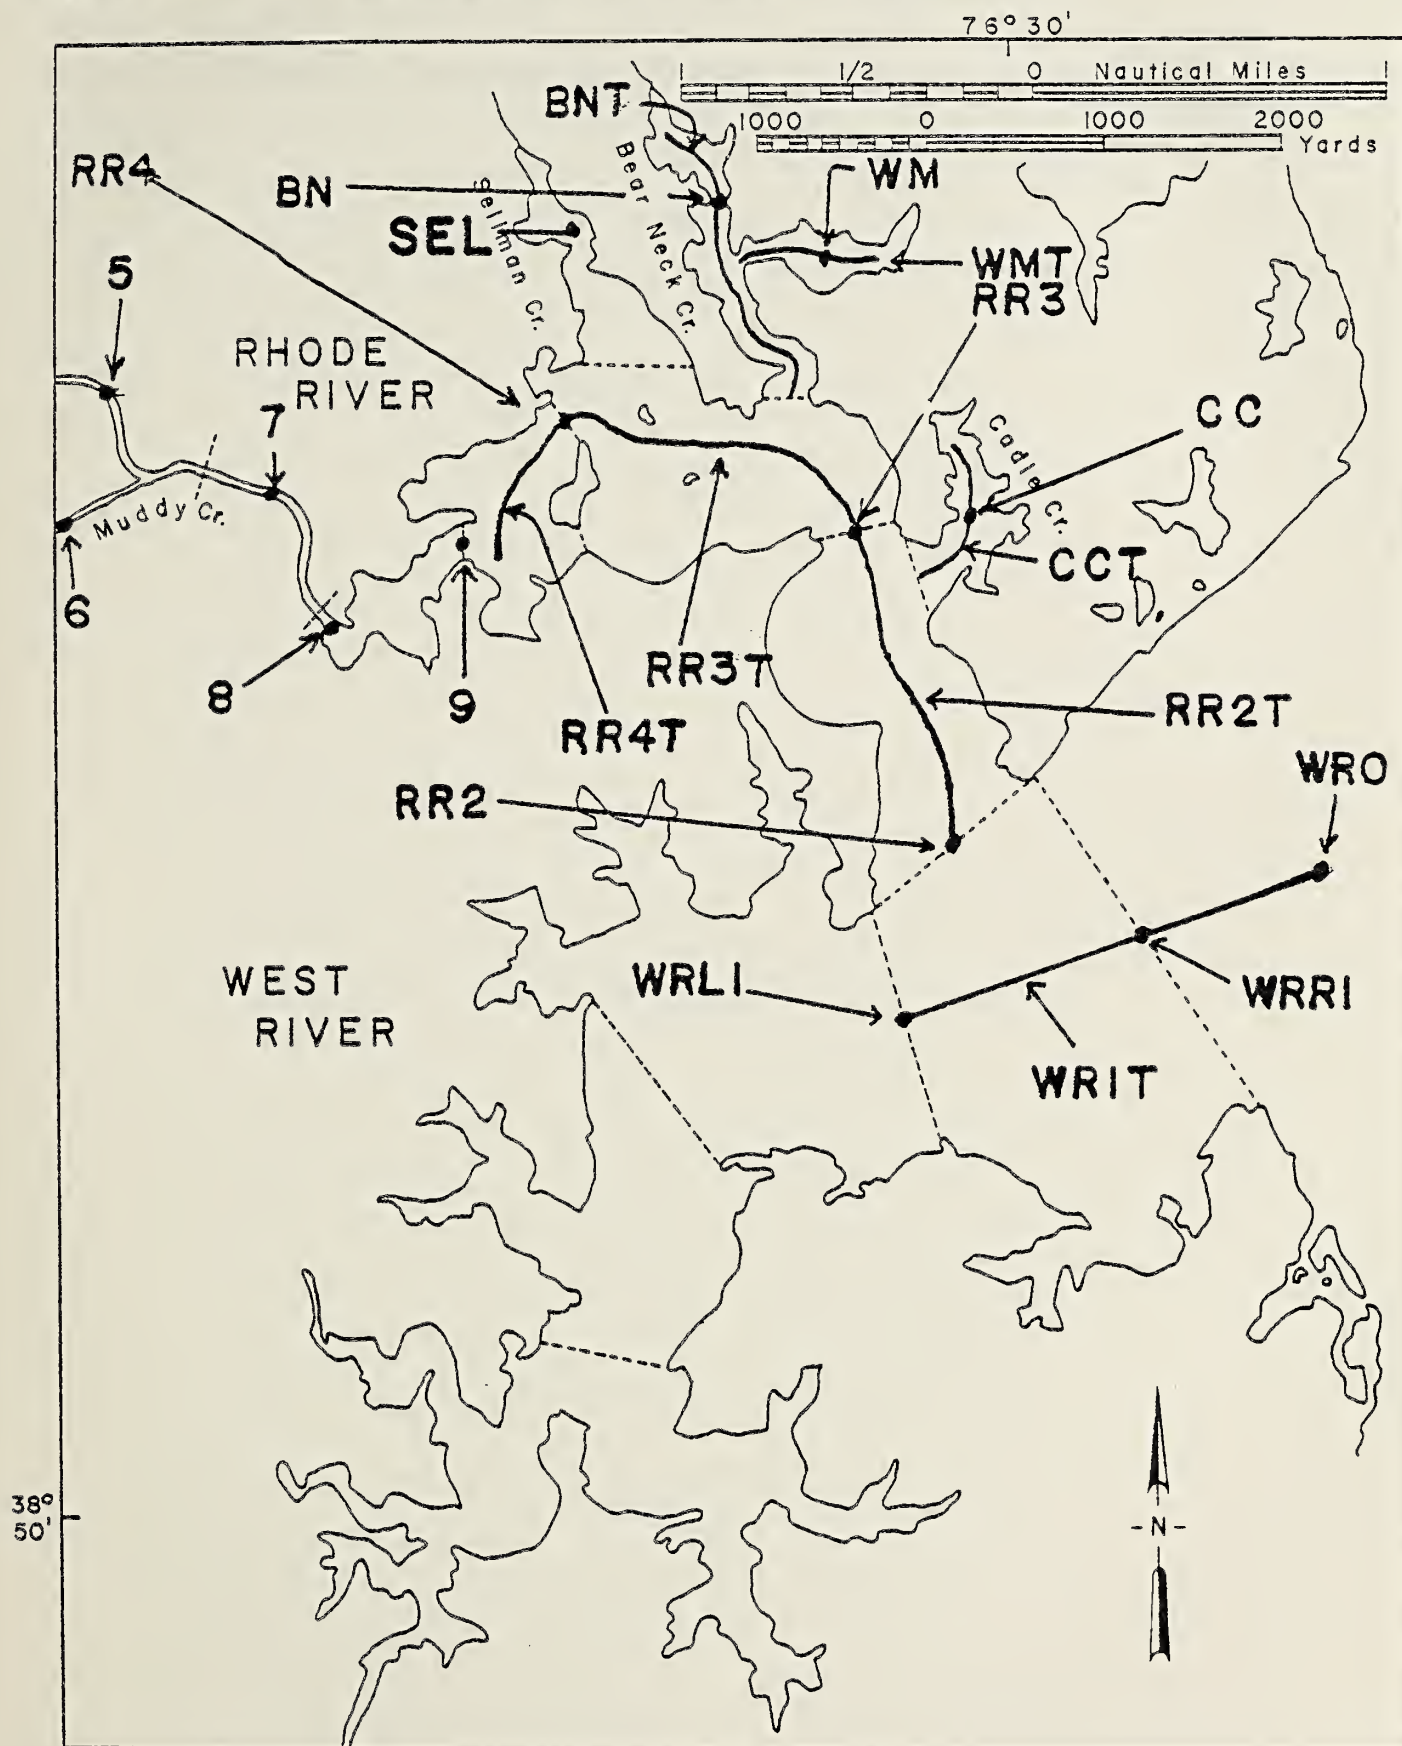 76° 30'
1 1/2 0 Nautical Miles 1
1000 0 1000 2000
Yards
BNT
RR4
BN
WM
SEL
Sellman Cr.
Bear Neck Cr.
WMT
RR3
5
RHODE
RIVER
7
CC
Cadle Cr.
Muddy Cr.
CCT
6
8
9
RR3T
RR4T
RR2T
RR2
WRO
WEST
RIVER
WRL1
WRR1
WR1T
38°
50'
-N-